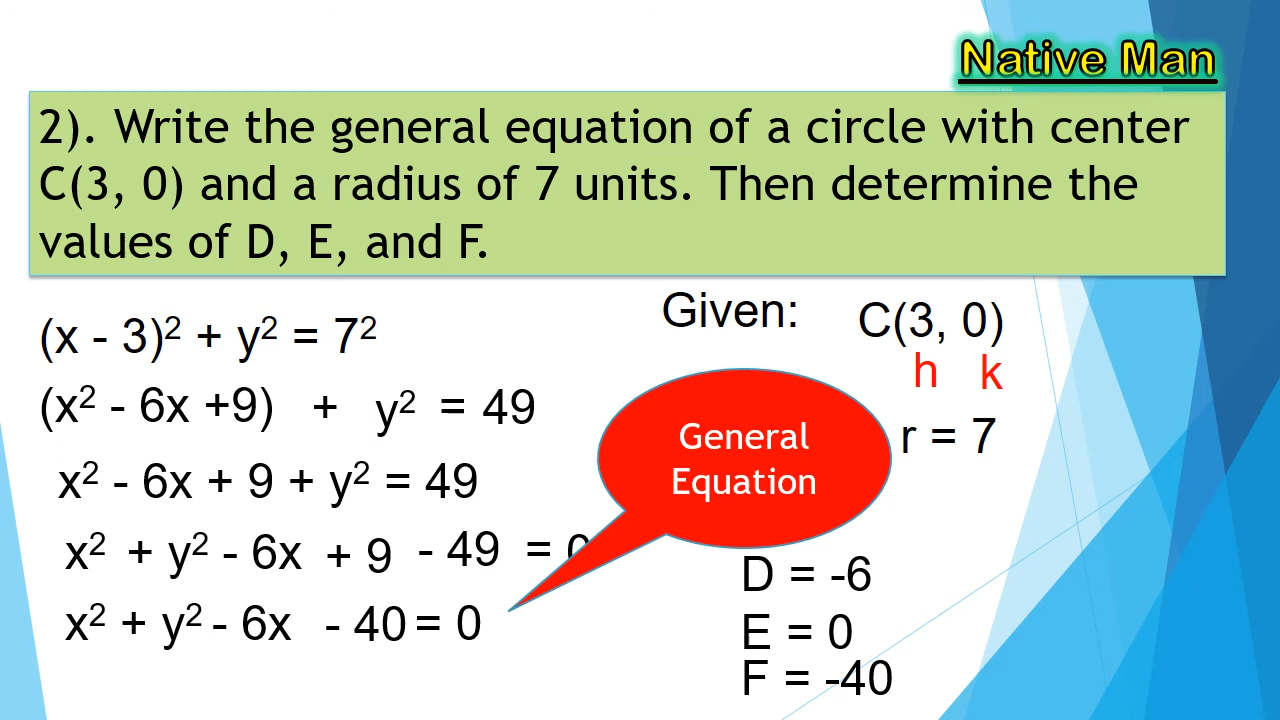 Native Man
2). Write the general equation of a circle with center
C(3, 0) and a radius of 7 units. Then determine the
values of D, E, and F.
(x - 3)² + y² = 7²
Given: C(3, 0)
h k
(x² - 6x +9) + y² = 49
r = 7
General
Equation
x² - 6x + 9 + y² = 49
x² + y² - 6x + 9 - 49 = 0
D = -6
x² + y² - 6x - 40 = 0
E = 0
F = -40